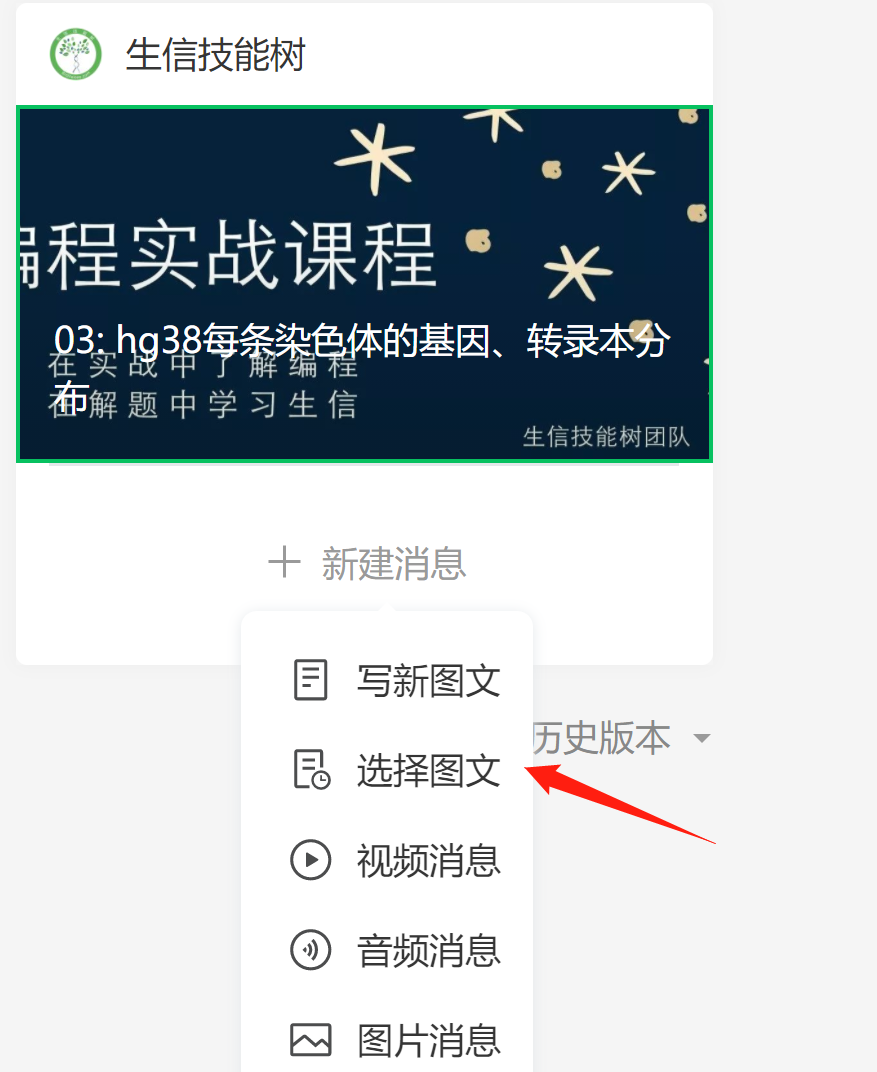 生信技能树
编程实战课程
03: hg38每条染色体的基因、转录本分
布
在实战中了解编程
在解题中学习生信
生信技能树团队
新建消息
写新图文
历史版本
选择图文
视频消息
音频消息
图片消息